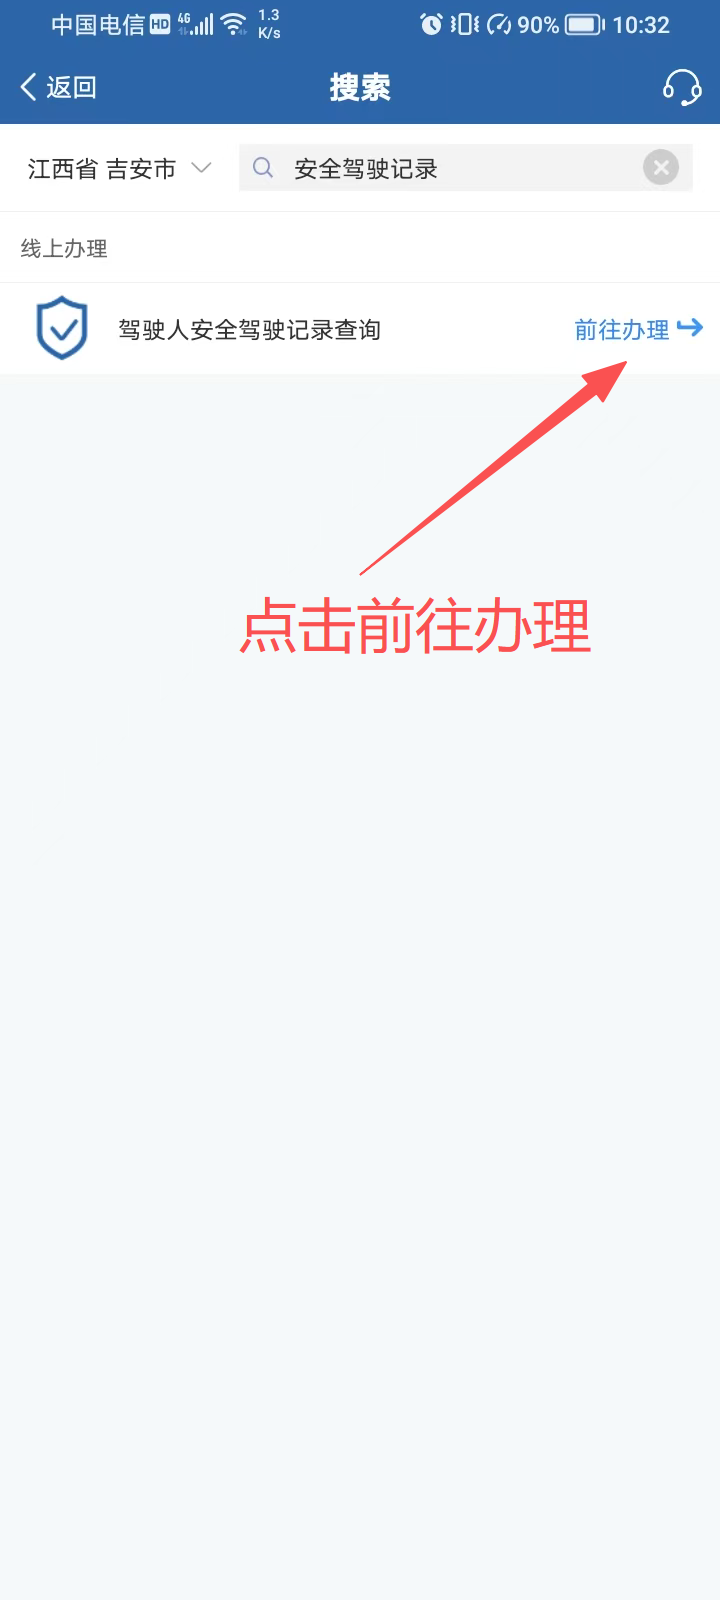 中国电信 HD 4G 1.3 K/s 90% 10:32
返回 搜索
江西省 吉安市 安全驾驶记录
线上办理
驾驶人安全驾驶记录查询 前往办理
点击前往办理